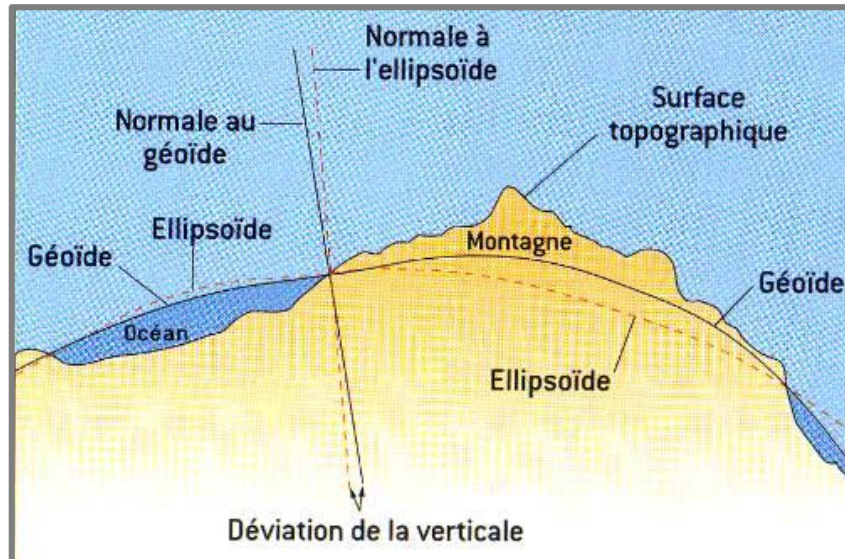 Normale à
l'ellipsoïde
Normale au
géoïde
Surface
topographique
Ellipsoïde
Géoïde
Montagne
Océan
Géoïde
Ellipsoïde
Déviation de la verticale